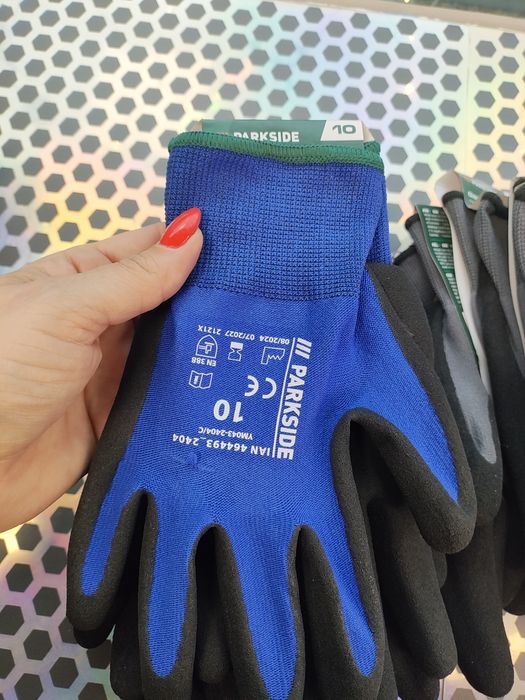 PARKSIDE 10
/// PARKSIDE
08/2024 07/2027 2121X
EN 388
CE
10
YM043-2404/C
IAN 464493_2404